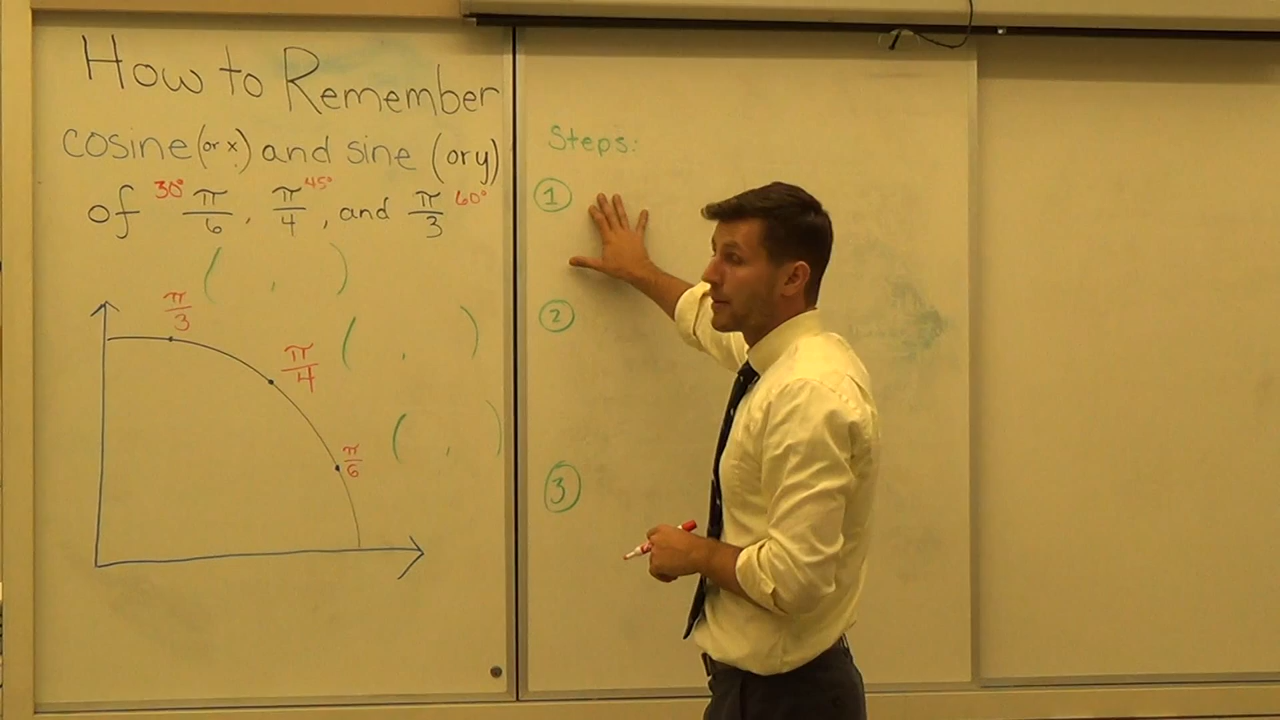 How to Remember
cosine (or x) and sine (or y)
of 30° π/6, π/4 45°, and π/3 60°
( , )
π/3
π/4 ( , )
π/6 ( , )
Steps:
①
②
③